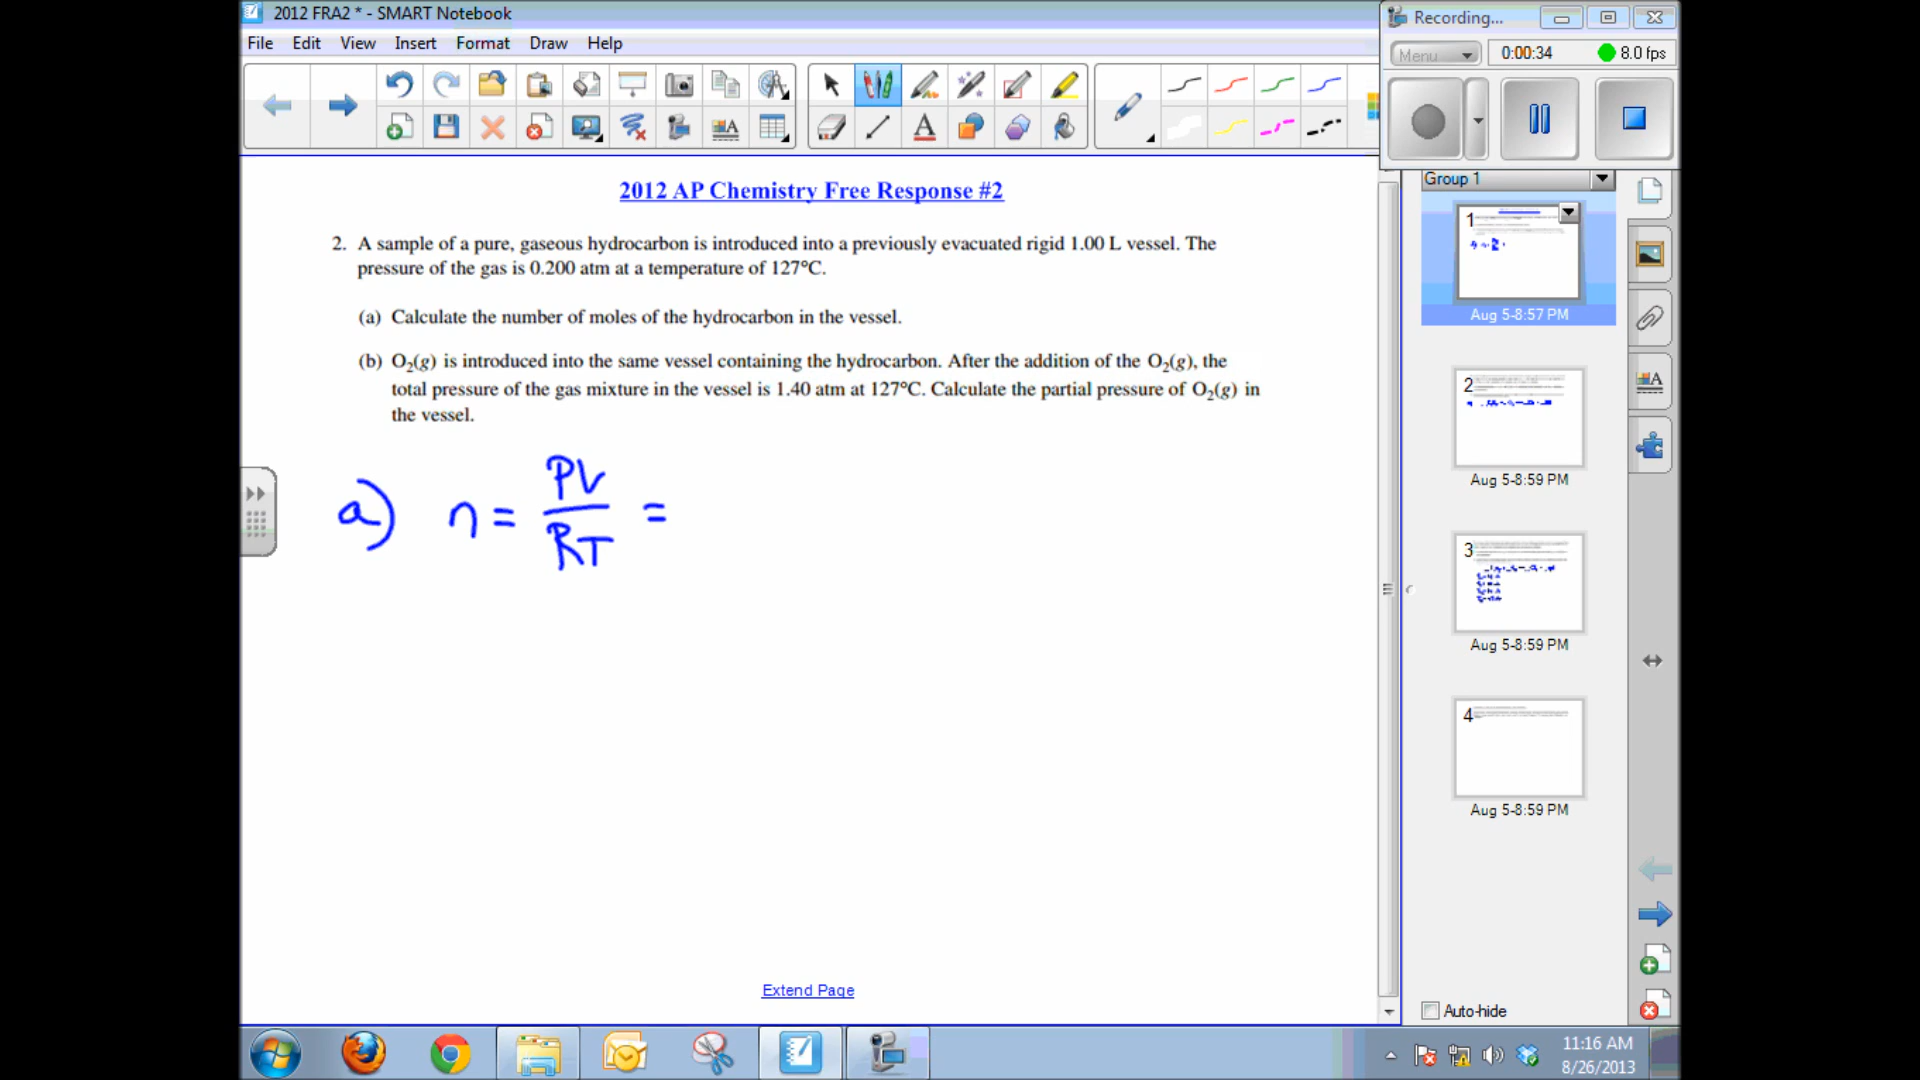 2012 FRA2 * - SMART Notebook
File Edit View Insert Format Draw Help
Recording...
Menu 0:00:34 8.0 fps
2012 AP Chemistry Free Response #2
2. A sample of a pure, gaseous hydrocarbon is introduced into a previously evacuated rigid 1.00 L vessel. The
pressure of the gas is 0.200 atm at a temperature of 127°C.
(a) Calculate the number of moles of the hydrocarbon in the vessel.
(b) O₂(g) is introduced into the same vessel containing the hydrocarbon. After the addition of the O₂(g), the
total pressure of the gas mixture in the vessel is 1.40 atm at 127°C. Calculate the partial pressure of O₂(g) in
the vessel.
a) n = PV / RT =
Extend Page
Group 1
1
Aug 5-8:57 PM
2
Aug 5-8:59 PM
3
Aug 5-8:59 PM
4
Aug 5-8:59 PM
Auto-hide
11:16 AM
8/26/2013